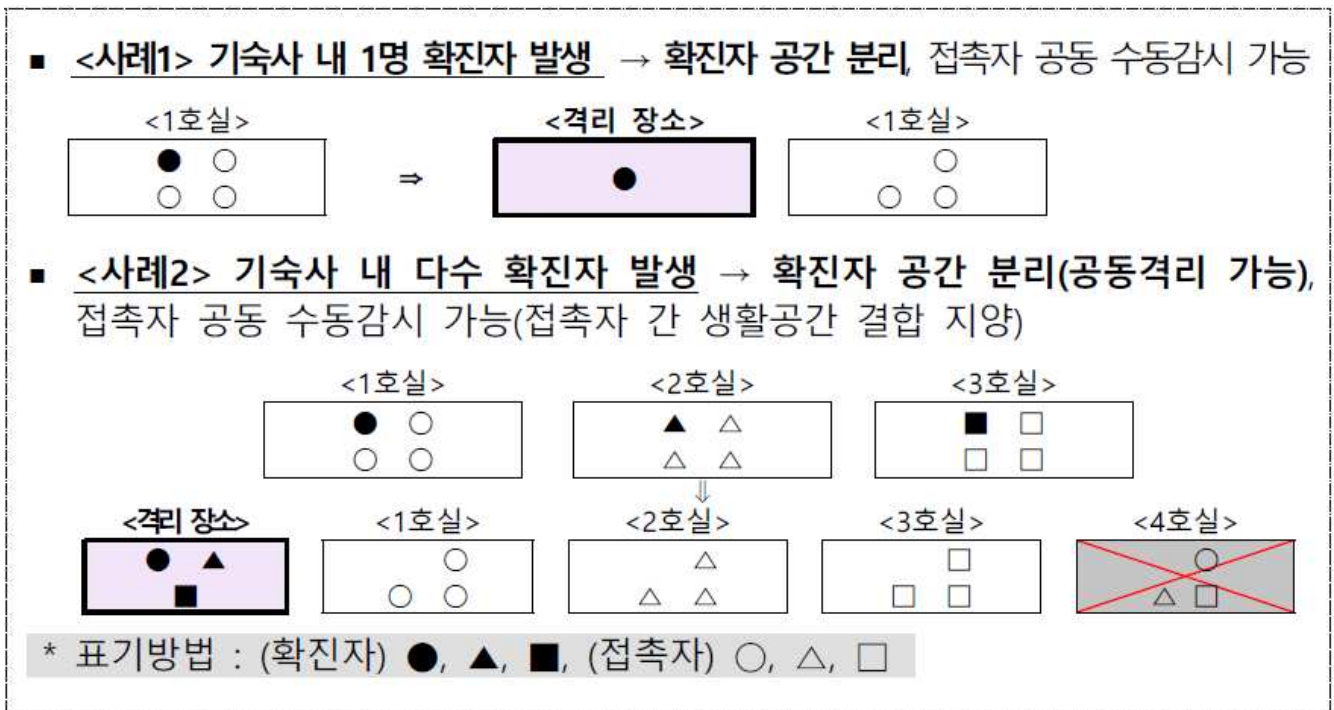 ▪ <사례1> 기숙사 내 1명 확진자 발생 → 확진자 공간 분리, 접촉자 공동 수동감시 가능
<1호실> <격리 장소> <1호실>
● ○ ⇒ ● ○
○ ○ ○ ○
▪ <사례2> 기숙사 내 다수 확진자 발생 → 확진자 공간 분리(공동격리 가능),
접촉자 공동 수동감시 가능(접촉자 간 생활공간 결합 지양)
<1호실> <2호실> <3호실>
● ○ ▲ △ ■ □
○ ○ △ △ □ □
⇓
<격리 장소> <1호실> <2호실> <3호실> <4호실>
● ▲ ○ △ □ ○
■ ○ ○ △ △ □ □ △ □
* 표기방법 : (확진자) ●, ▲, ■, (접촉자) ○, △, □